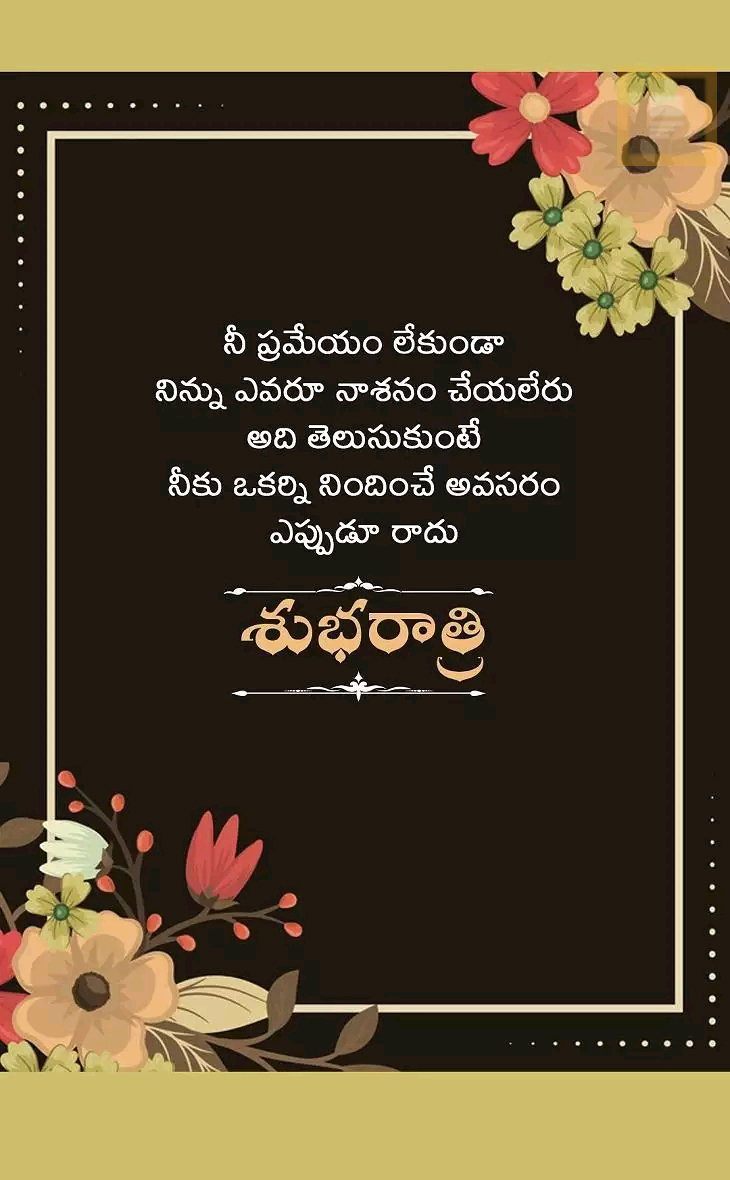 నీ ప్రమేయం లేకుండా
నిన్ను ఎవరూ నాశనం చేయలేరు
అది తెలుసుకుంటే
నీకు ఒకర్ని నిందించే అవసరం
ఎప్పుడూ రాదు
శుభరాత్రి